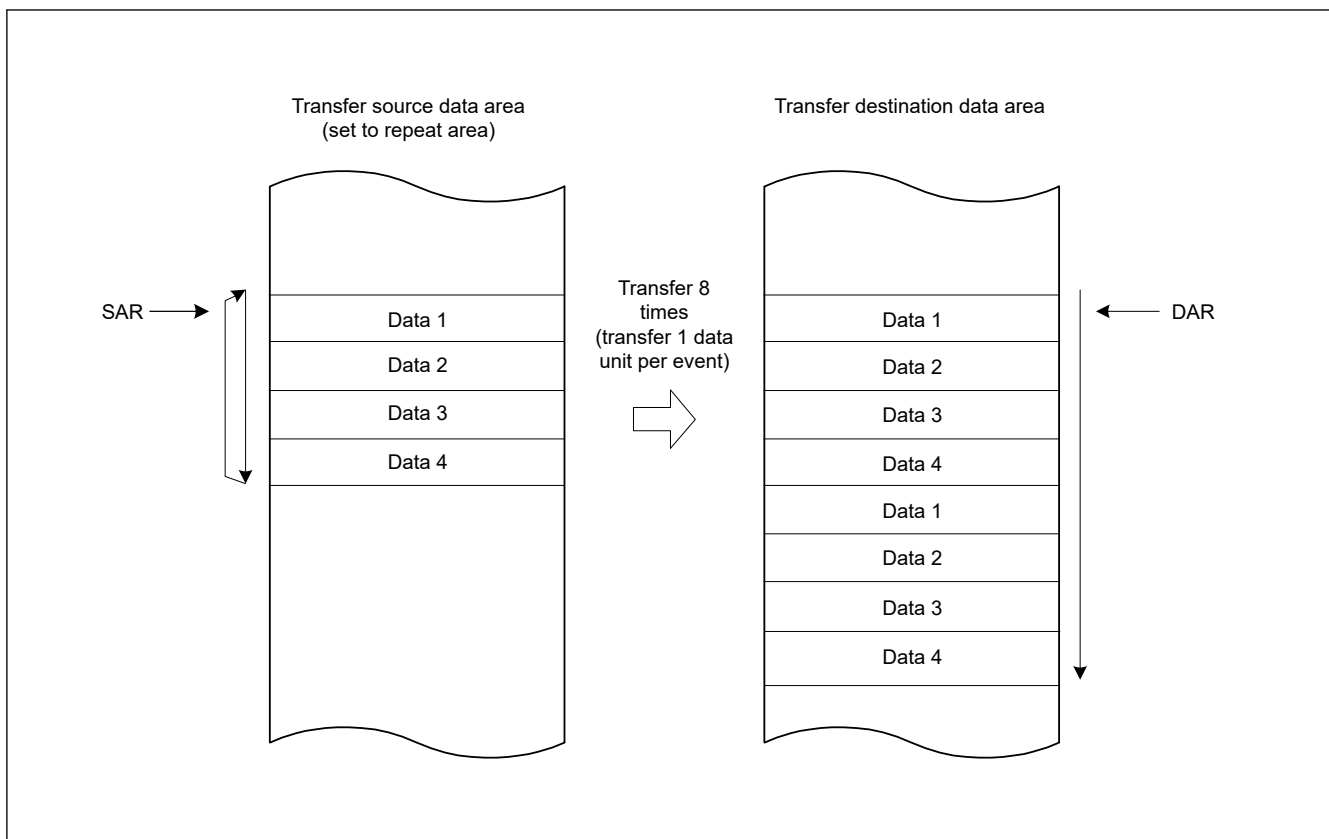 Transfer source data area
(set to repeat area)
Transfer destination data area
SAR
Data 1
Data 2
Data 3
Data 4
Transfer 8
times
(transfer 1 data
unit per event)
DAR
Data 1
Data 2
Data 3
Data 4
Data 1
Data 2
Data 3
Data 4